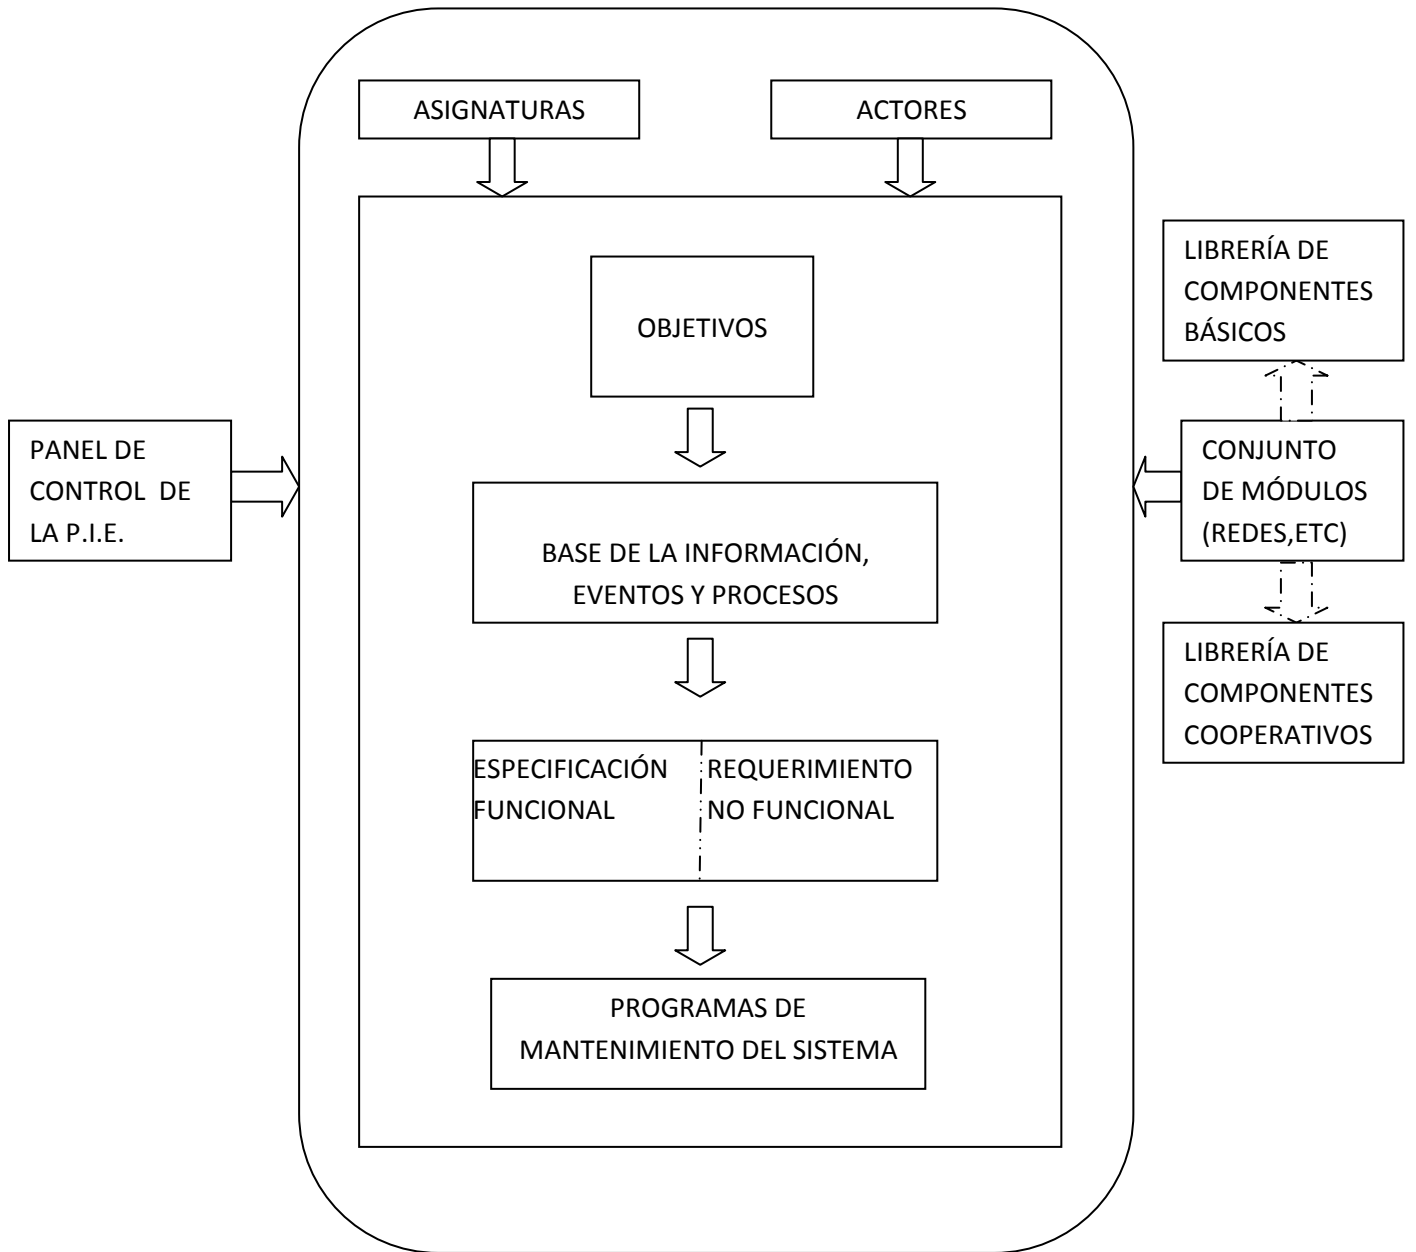 ASIGNATURAS
ACTORES
OBJETIVOS
BASE DE LA INFORMACIÓN,
EVENTOS Y PROCESOS
ESPECIFICACIÓN
FUNCIONAL
REQUERIMIENTO
NO FUNCIONAL
PROGRAMAS DE
MANTENIMIENTO DEL SISTEMA
PANEL DE
CONTROL DE
LA P.I.E.
LIBRERÍA DE
COMPONENTES
BÁSICOS
CONJUNTO
DE MÓDULOS
(REDES,ETC)
LIBRERÍA DE
COMPONENTES
COOPERATIVOS